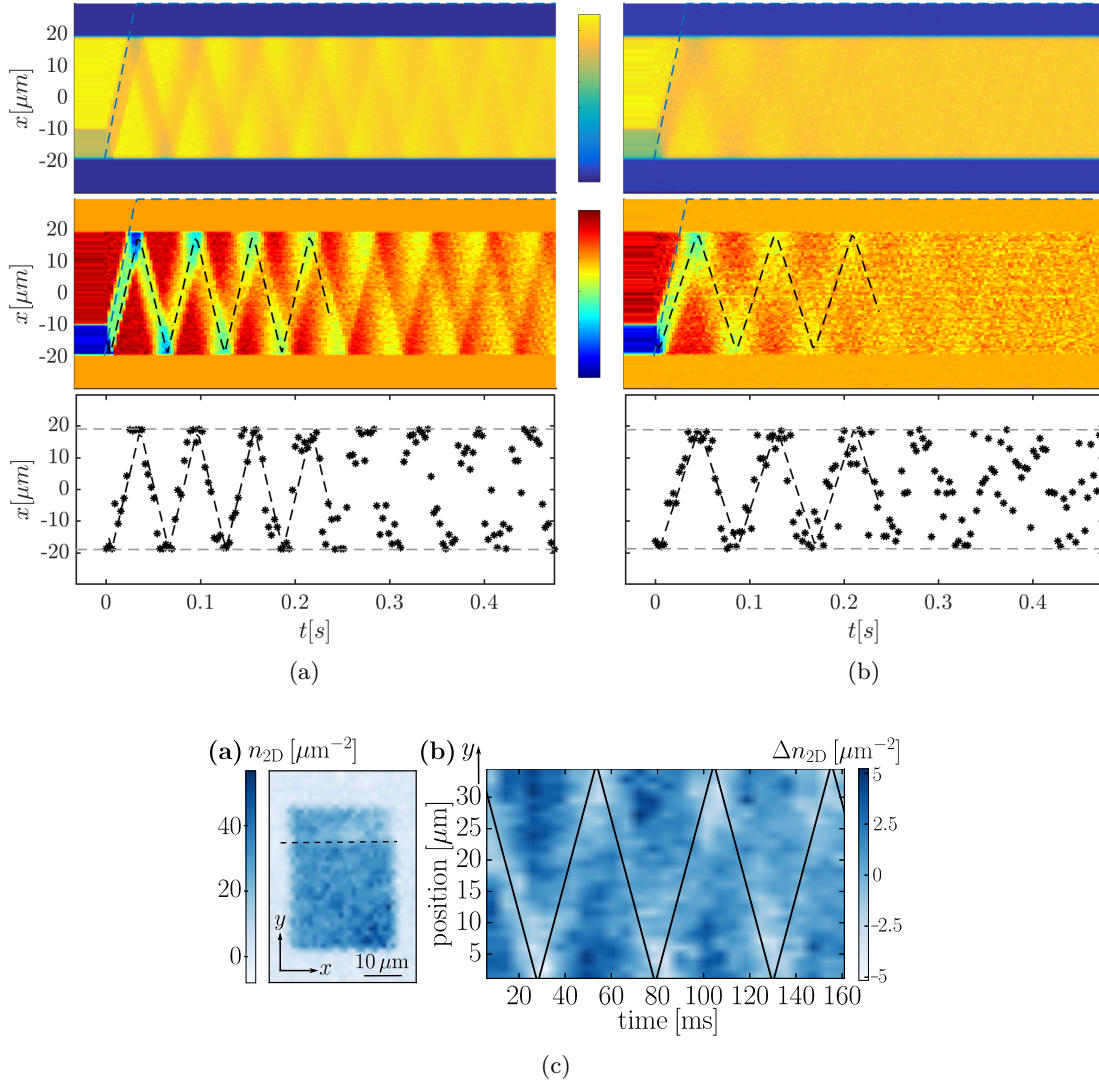 20
10
0
-10
-20
x[μm]
20
10
0
-10
-20
x[μm]
20
10
0
-10
-20
x[μm]
0 0.1 0.2 0.3 0.4
t[s]
(a)
0 0.1 0.2 0.3 0.4
t[s]
(b)
(a) n2D [μm−2]
40
20
0
y
x
10 μm
(b) y
Δn2D [μm−2]
position [μm]
30
25
20
15
10
5
20 40 60 80 100 120 140 160
time [ms]
5
2.5
0
−2.5
−5
(c)